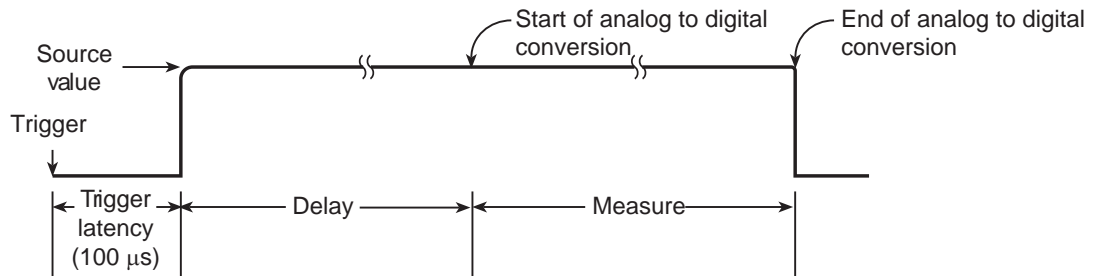 Start of analog to digital
conversion
End of analog to digital
conversion
Source
value
Trigger
Trigger
latency
(100 μs)
Delay
Measure